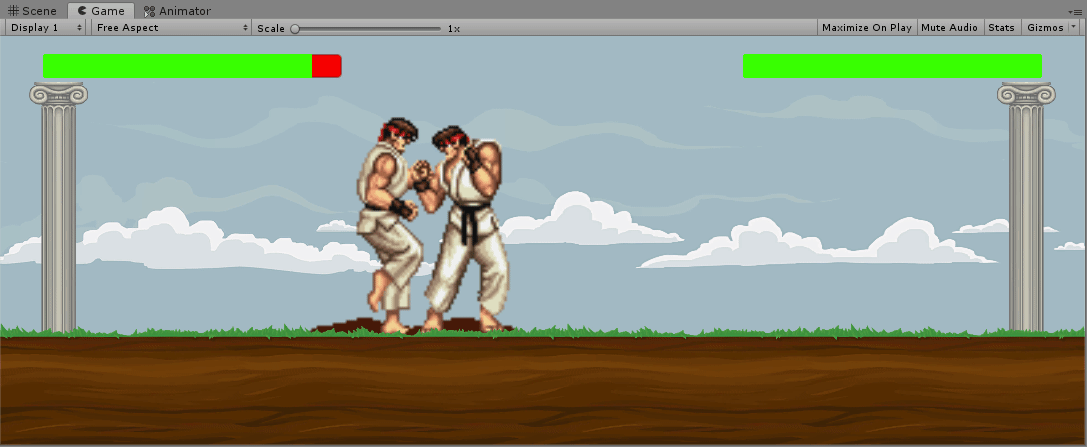 Scene Game Animator
Display 1 Free Aspect Scale 1x Maximize On Play Mute Audio Stats Gizmos